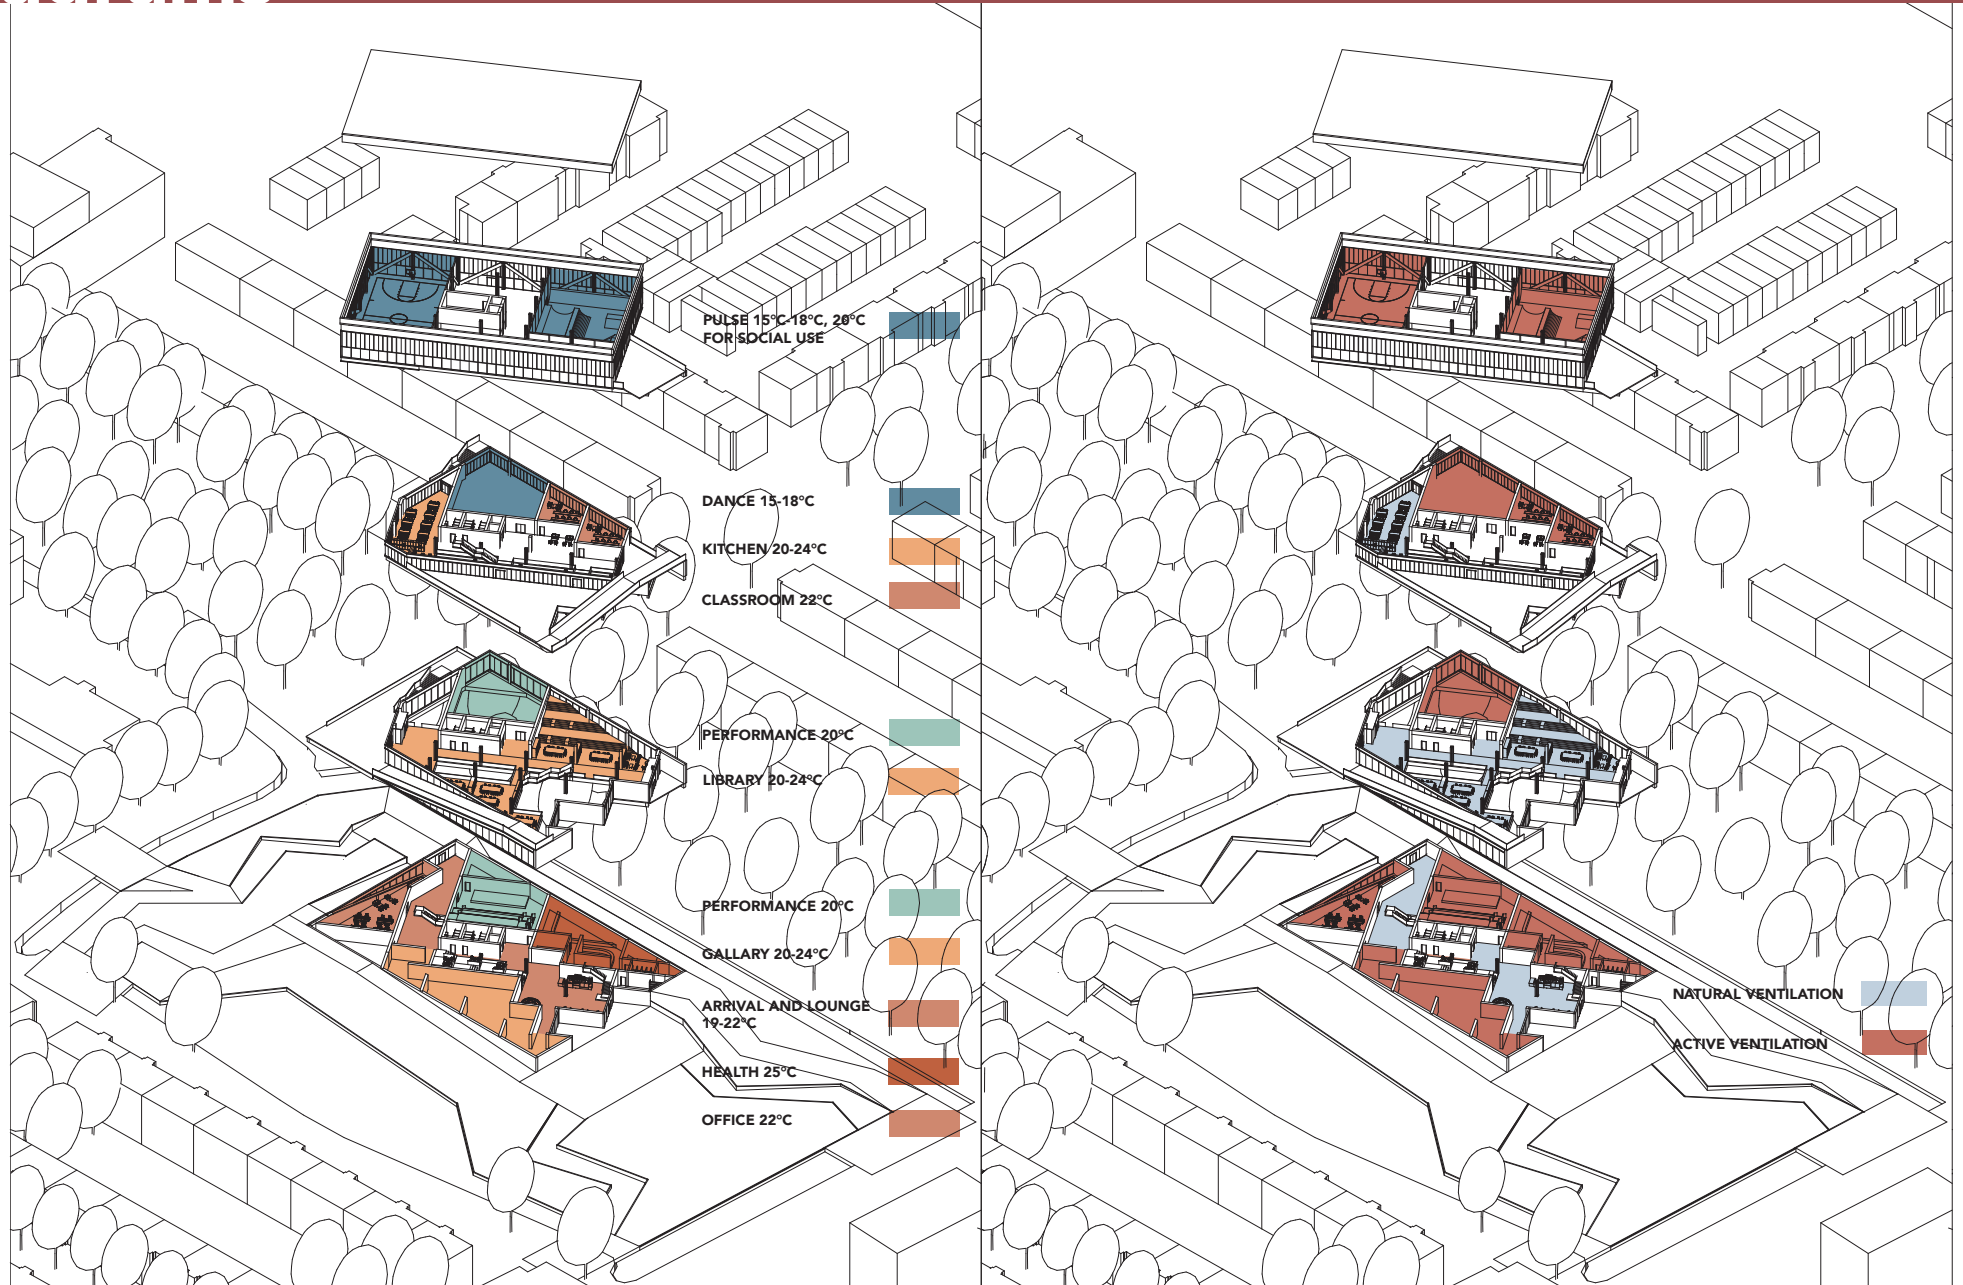 PULSE 15°C-18°C, 20°C
FOR SOCIAL USE
DANCE 15-18°C
KITCHEN 20-24°C
CLASSROOM 22°C
PERFORMANCE 20°C
LIBRARY 20-24°C
PERFORMANCE 20°C
GALLARY 20-24°C
ARRIVAL AND LOUNGE
19-22°C
HEALTH 25°C
OFFICE 22°C
NATURAL VENTILATION
ACTIVE VENTILATION